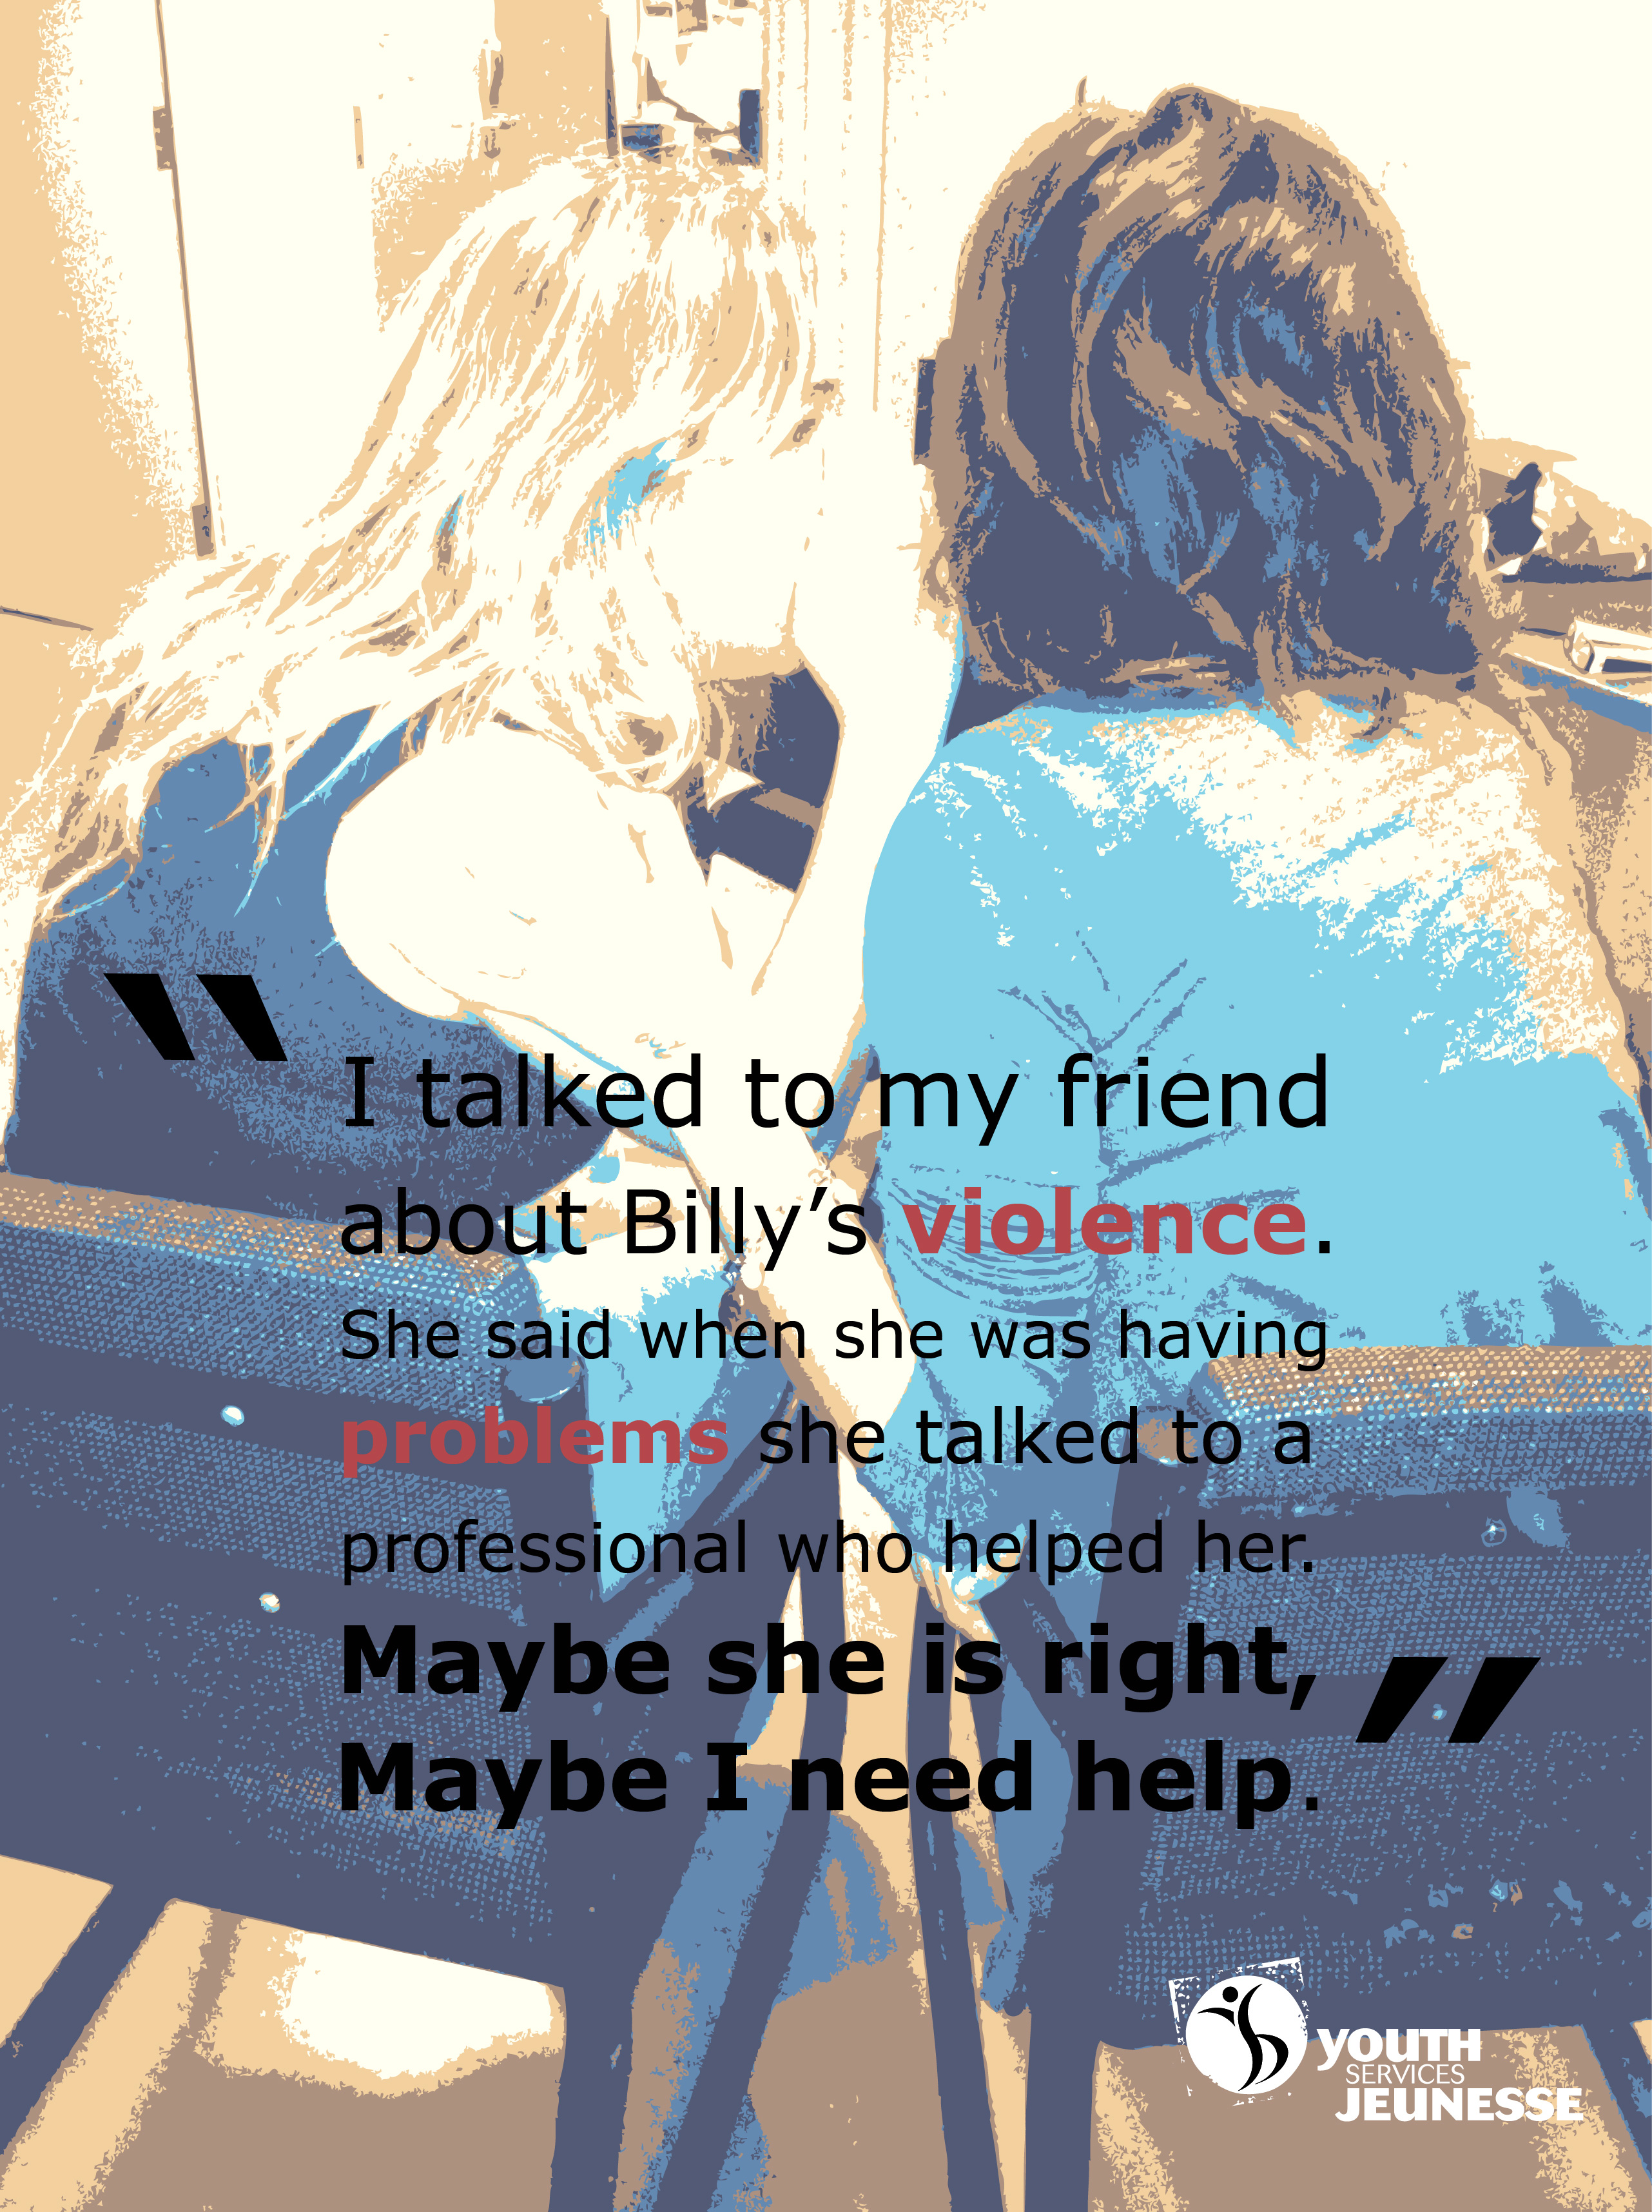 “I talked to my friend
about Billy’s violence.
She said when she was having
problems she talked to a
professional who helped her.
Maybe she is right,
Maybe I need help.”
YOUTH
SERVICES
JEUNESSE